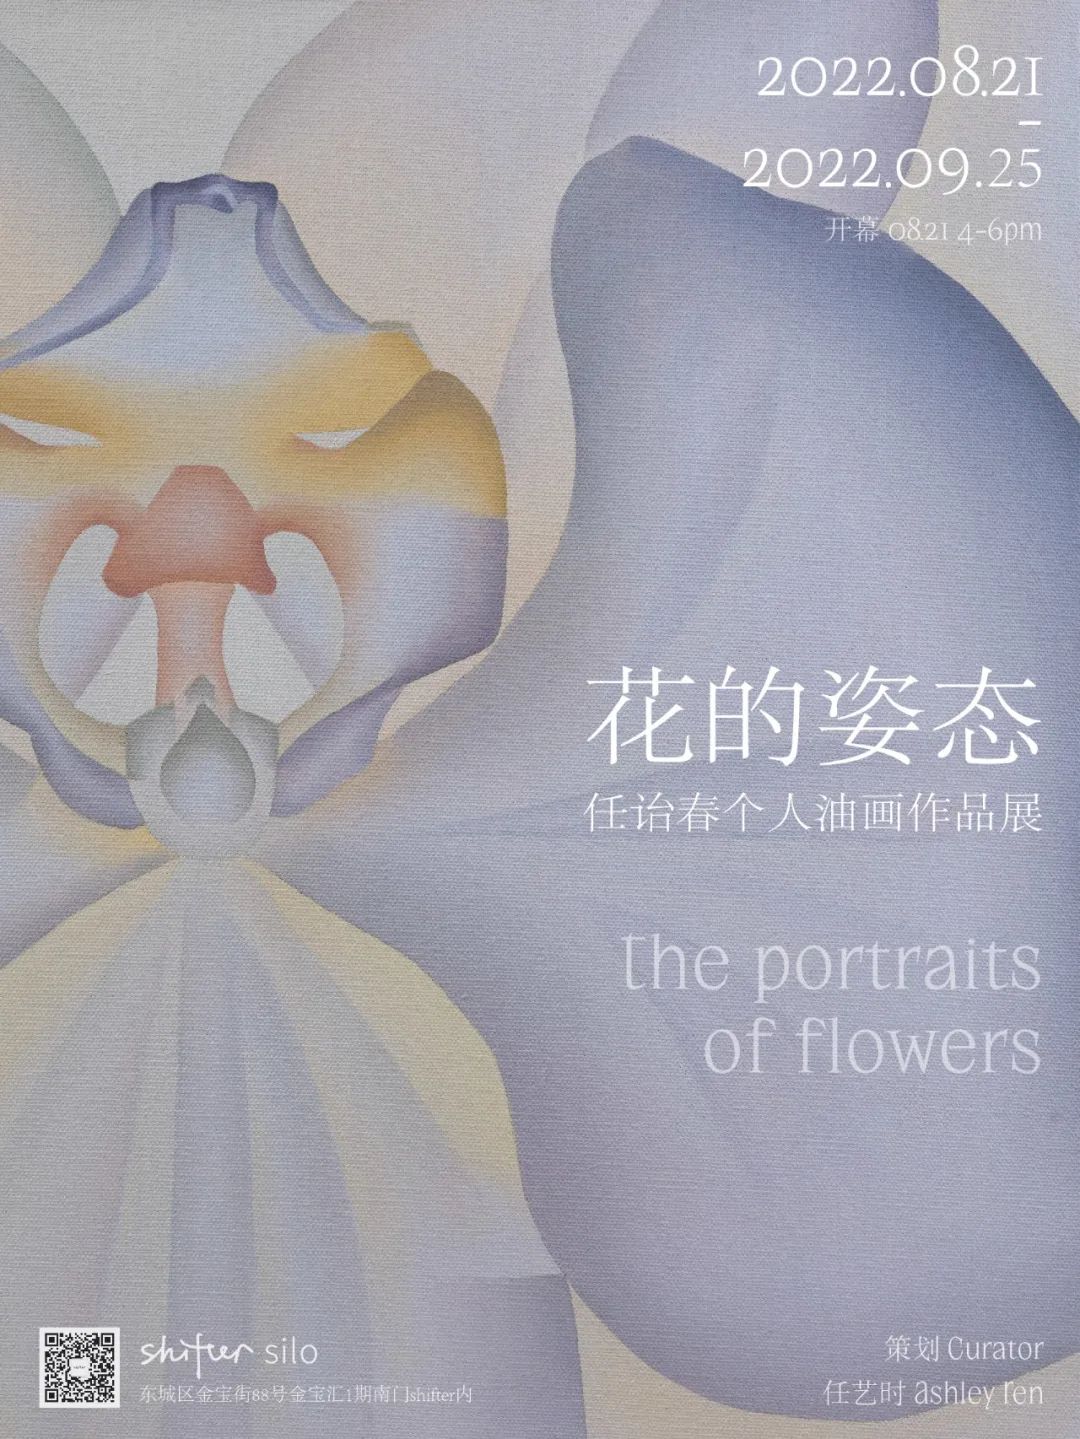 2022.08.21
–
2022.09.25
开幕 08.21 4-6pm
花的姿态
任诒春个人油画作品展
the portraits
of flowers
shifter silo
东城区金宝街88号金宝汇1期南门shifter内
策划 Curator
任艺时 ashley ren